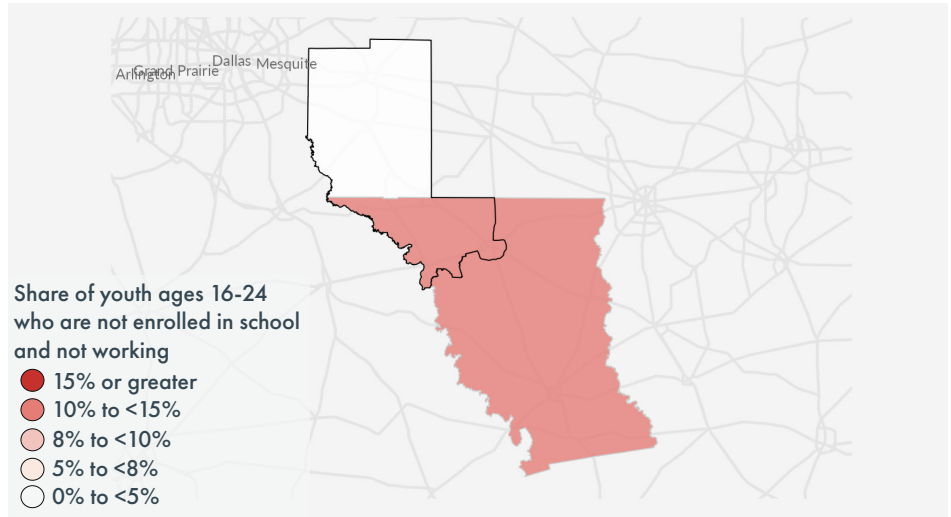 Dallas
Mesquite
Grand Prairie
Arlington
Share of youth ages 16-24
who are not enrolled in school
and not working
15% or greater
10% to <15%
8% to <10%
5% to <8%
0% to <5%